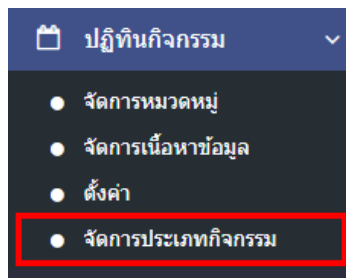 ปฏิทินกิจกรรม
จัดการหมวดหมู่
จัดการเนื้อหาข้อมูล
ตั้งค่า
จัดการประเภทกิจกรรม